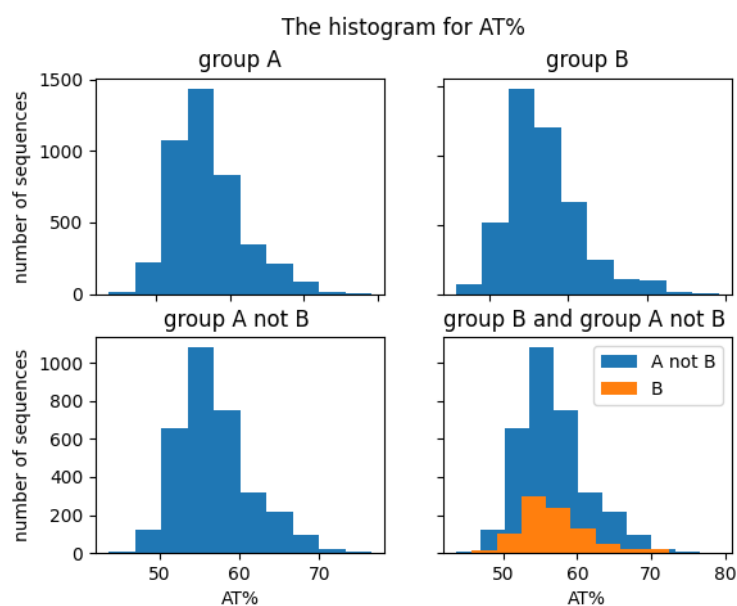 The histogram for AT%
group A
group B
number of sequences
1500
1000
500
0
group A not B
group B and group A not B
number of sequences
1000
800
600
400
200
0
A not B
B
50
60
70
50
60
70
80
AT%
AT%